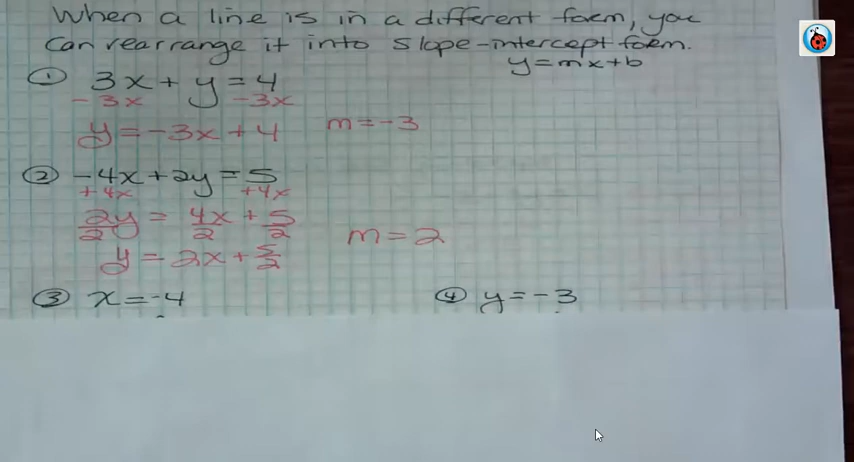 When a line is in a different form, you
can rearrange it into slope-intercept form.
y=mx+b
① 3x + y = 4
-3x -3x
y = -3x + 4 m = -3
② -4x + 2y = 5
+4x +4x
2y/2 = 4x/2 + 5/2
m = 2
y = 2x + 5/2
③ x = -4 ④ y = -3